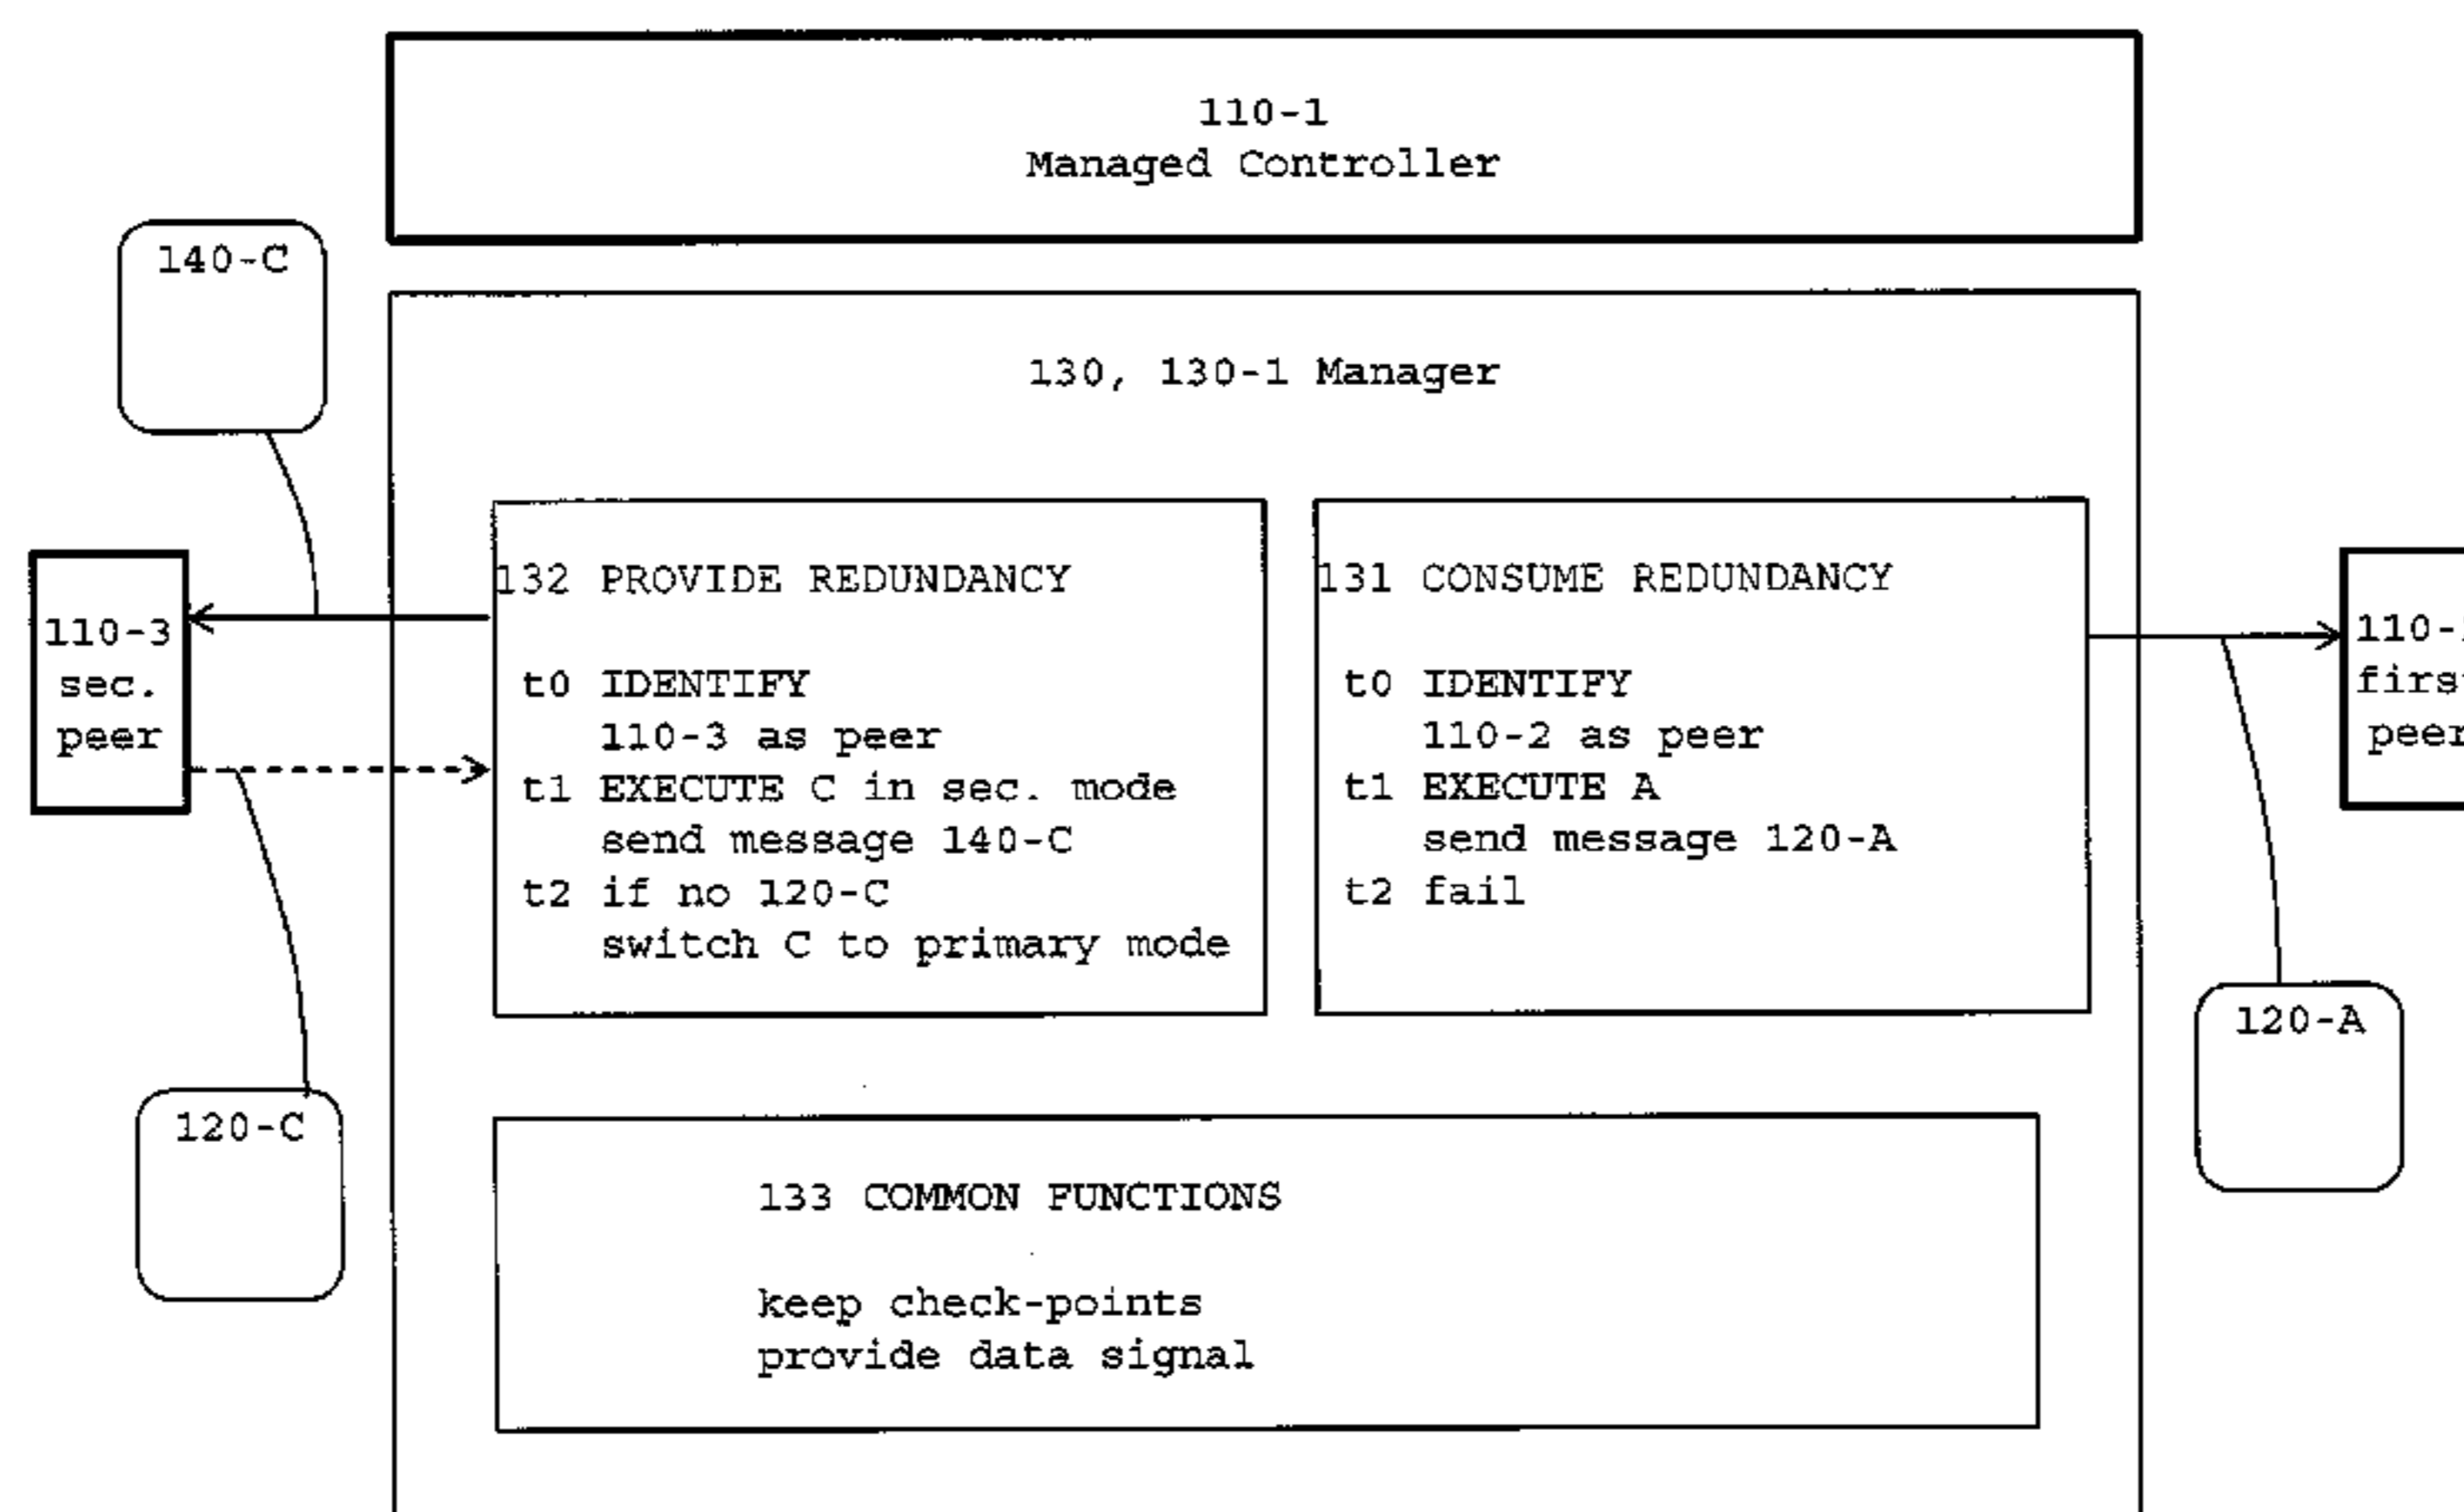 110-1
Managed Controller
140-C
130, 130-1 Manager
110-3
sec.
peer
132 PROVIDE REDUNDANCY
t0 IDENTIFY
110-3 as peer
t1 EXECUTE C in sec. mode
send message 140-C
t2 if no 120-C
switch C to primary mode
131 CONSUME REDUNDANCY
t0 IDENTIFY
110-2 as peer
t1 EXECUTE A
send message 120-A
t2 fail
110-
firs
peer
120-A
120-C
133 COMMON FUNCTIONS
keep check-points
provide data signal